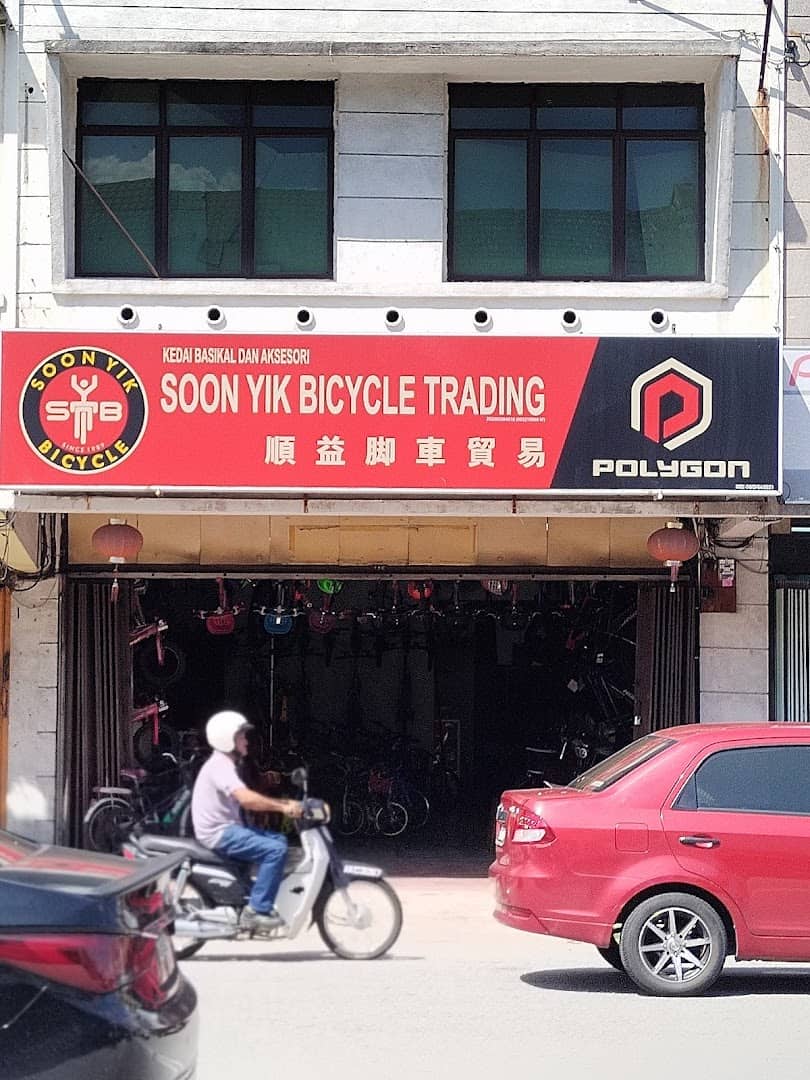 SOON YIK
STB
SINCE 1989
BICYCLE
KEDAI BASIKAL DAN AKSESORI
SOON YIK BICYCLE TRADING
順益脚車貿易
POLYGON